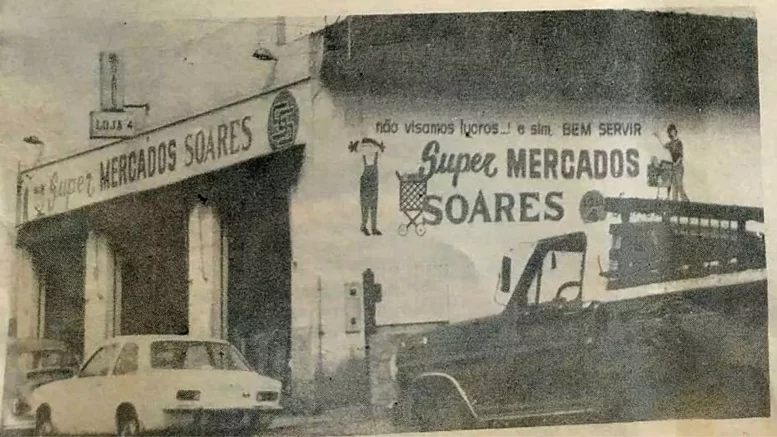 LOJA 4
Super MERCADOS SOARES
não visamos lucros...! e sim, BEM SERVIR
Super MERCADOS
SOARES